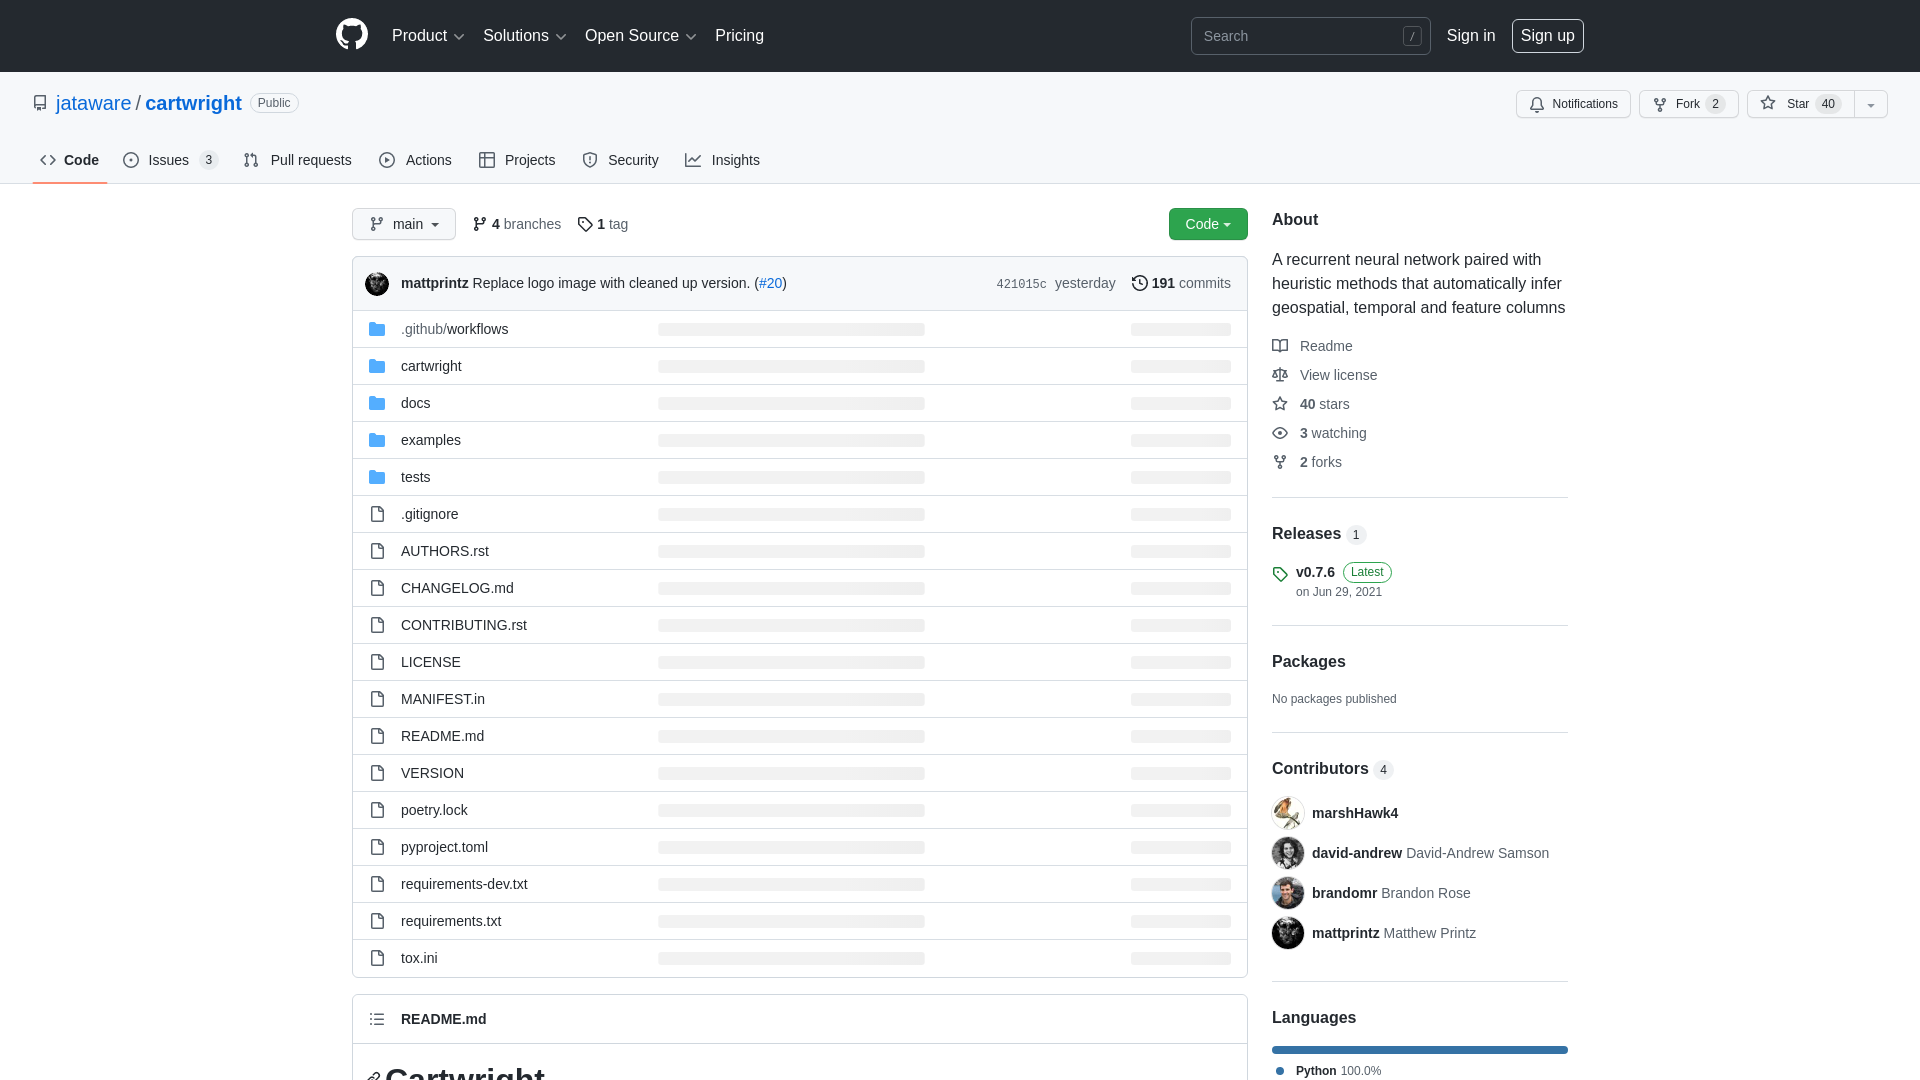 Product Solutions Open Source Pricing Search / Sign in Sign up
jataware / cartwright Public Notifications Fork 2 Star 40
Code Issues 3 Pull requests Actions Projects Security Insights
main 4 branches 1 tag Code
mattprintz Replace logo image with cleaned up version. (#20) 421015c yesterday 191 commits
.github/workflows
cartwright
docs
examples
tests
.gitignore
AUTHORS.rst
CHANGELOG.md
CONTRIBUTING.rst
LICENSE
MANIFEST.in
README.md
VERSION
poetry.lock
pyproject.toml
requirements-dev.txt
requirements.txt
tox.ini
README.md
Cartwright
About
A recurrent neural network paired with
heuristic methods that automatically infer
geospatial, temporal and feature columns
Readme
View license
40 stars
3 watching
2 forks
Releases 1
v0.7.6 Latest
on Jun 29, 2021
Packages
No packages published
Contributors 4
marshHawk4
david-andrew David-Andrew Samson
brandomr Brandon Rose
mattprintz Matthew Printz
Languages
Python 100.0%